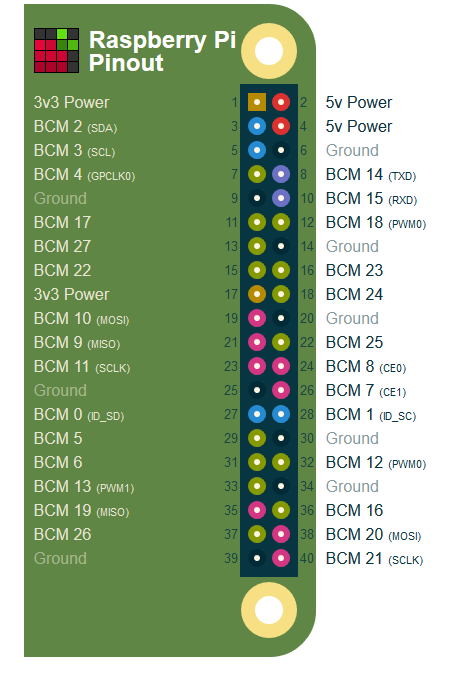 Raspberry Pi
Pinout
3v3 Power 1 2 5v Power
BCM 2 (SDA) 3 4 5v Power
BCM 3 (SCL) 5 6 Ground
BCM 4 (GPCLK0) 7 8 BCM 14 (TXD)
Ground 9 10 BCM 15 (RXD)
BCM 17 11 12 BCM 18 (PWM0)
BCM 27 13 14 Ground
BCM 22 15 16 BCM 23
3v3 Power 17 18 BCM 24
BCM 10 (MOSI) 19 20 Ground
BCM 9 (MISO) 21 22 BCM 25
BCM 11 (SCLK) 23 24 BCM 8 (CE0)
Ground 25 26 BCM 7 (CE1)
BCM 0 (ID_SD) 27 28 BCM 1 (ID_SC)
BCM 5 29 30 Ground
BCM 6 31 32 BCM 12 (PWM0)
BCM 13 (PWM1) 33 34 Ground
BCM 19 (MISO) 35 36 BCM 16
BCM 26 37 38 BCM 20 (MOSI)
Ground 39 40 BCM 21 (SCLK)